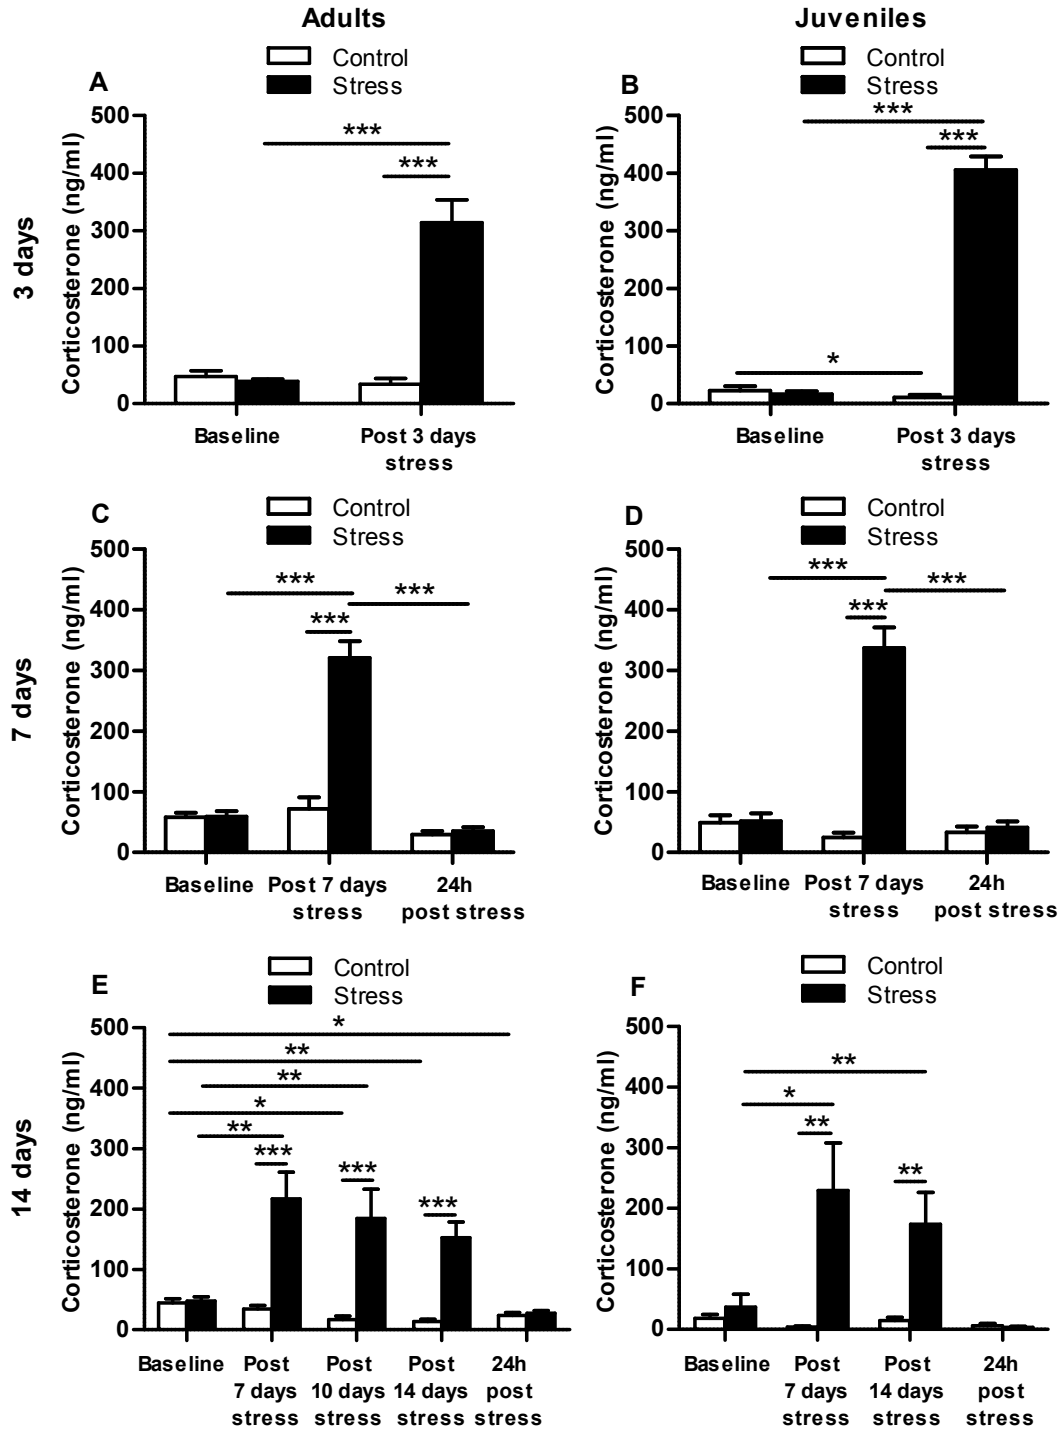 Adults
Juveniles
3 days
A
Control
Stress
Corticosterone (ng/ml)
500
400
300
200
100
0
***
***
Baseline
Post 3 days
stress
B
Control
Stress
Corticosterone (ng/ml)
500
400
300
200
100
0
***
***
*
Baseline
Post 3 days
stress
7 days
C
Control
Stress
Corticosterone (ng/ml)
500
400
300
200
100
0
***
***
***
Baseline
Post 7 days
stress
24h
post stress
D
Control
Stress
Corticosterone (ng/ml)
500
400
300
200
100
0
***
***
***
Baseline
Post 7 days
stress
24h
post stress
14 days
E
Control
Stress
Corticosterone (ng/ml)
500
400
300
200
100
0
*
**
**
*
**
***
***
***
Baseline
Post
7 days
stress
Post
10 days
stress
Post
14 days
stress
24h
post
stress
F
Control
Stress
Corticosterone (ng/ml)
500
400
300
200
100
0
**
*
**
**
Baseline
Post
7 days
stress
Post
14 days
stress
24h
post
stress